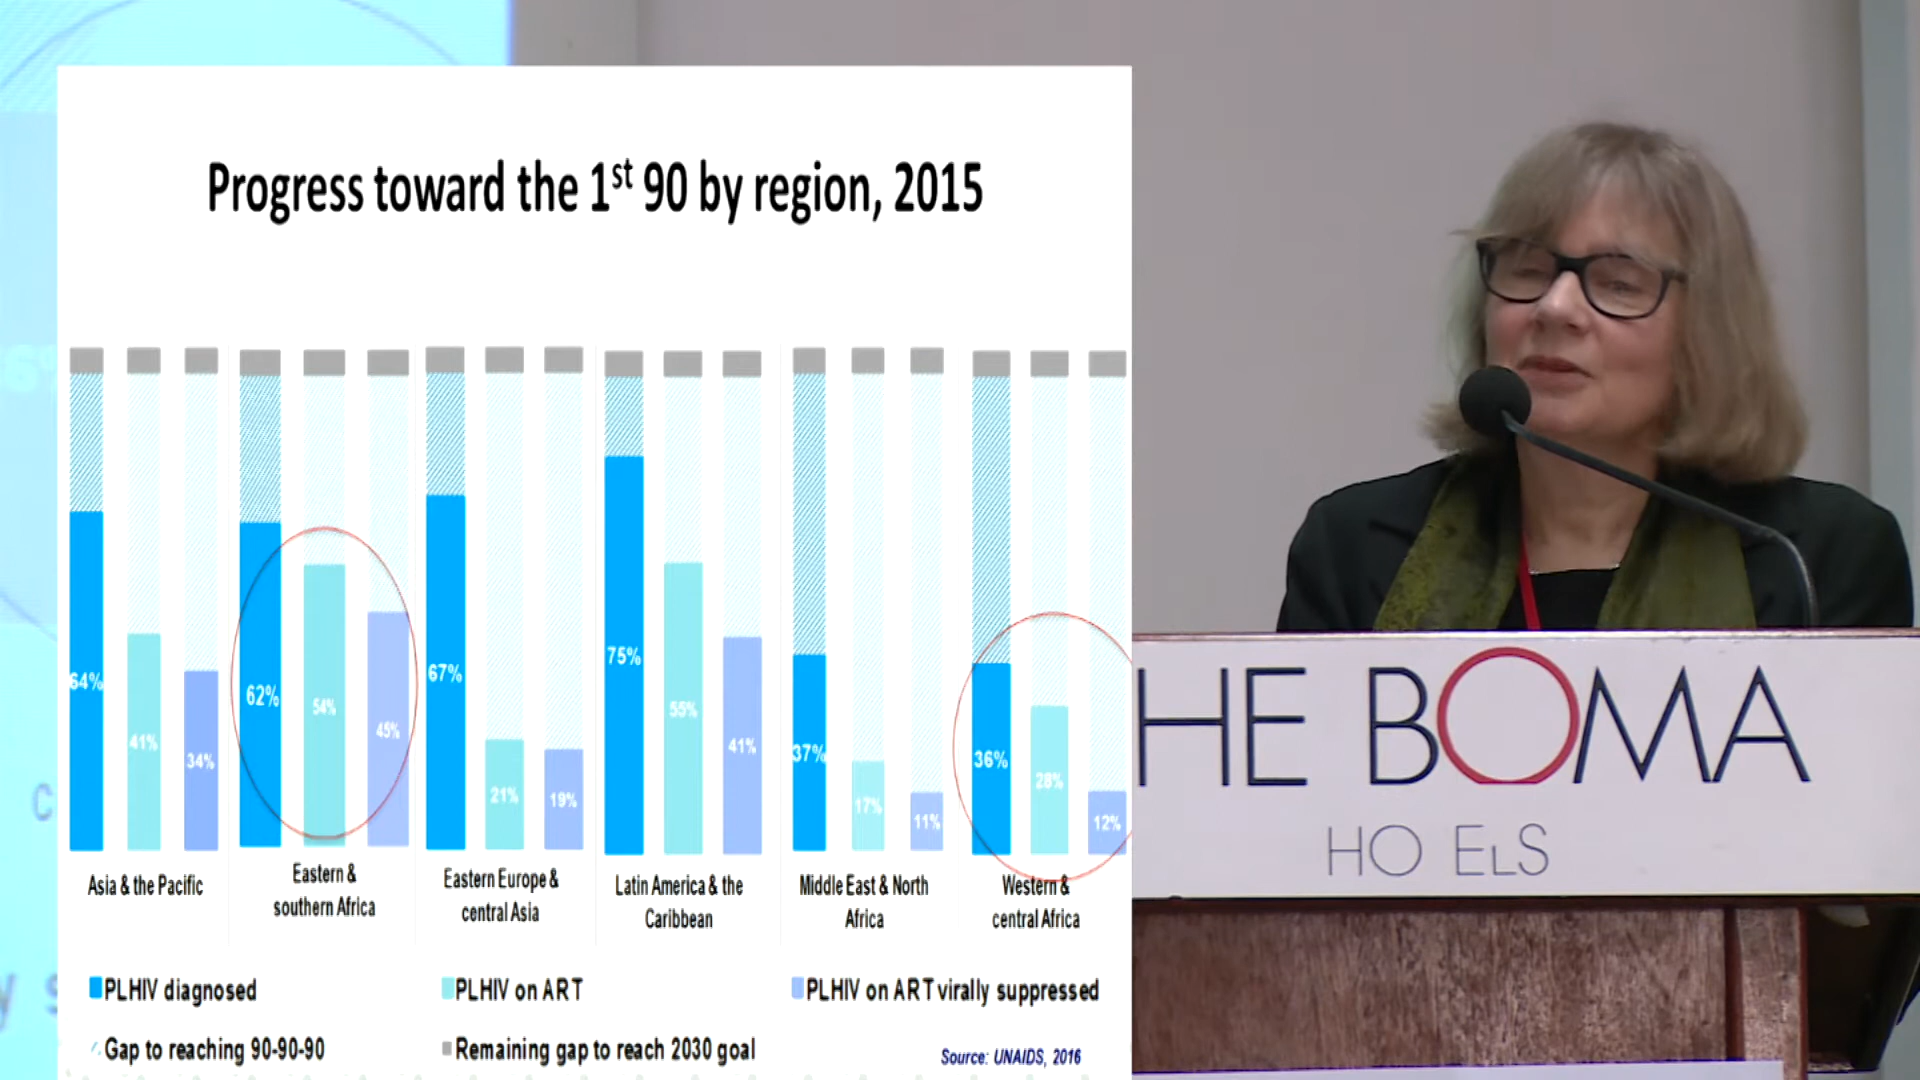 Progress toward the 1st 90 by region, 2015
64%
41%
34%
62%
54%
45%
67%
21%
19%
75%
55%
41%
37%
17%
11%
36%
28%
12%
Asia & the Pacific
Eastern &
southern Africa
Eastern Europe &
central Asia
Latin America & the
Caribbean
Middle East & North
Africa
Western &
central Africa
PLHIV diagnosed
PLHIV on ART
PLHIV on ART virally suppressed
Gap to reaching 90-90-90
Remaining gap to reach 2030 goal
Source: UNAIDS, 2016
HE BOMA
HO ELS